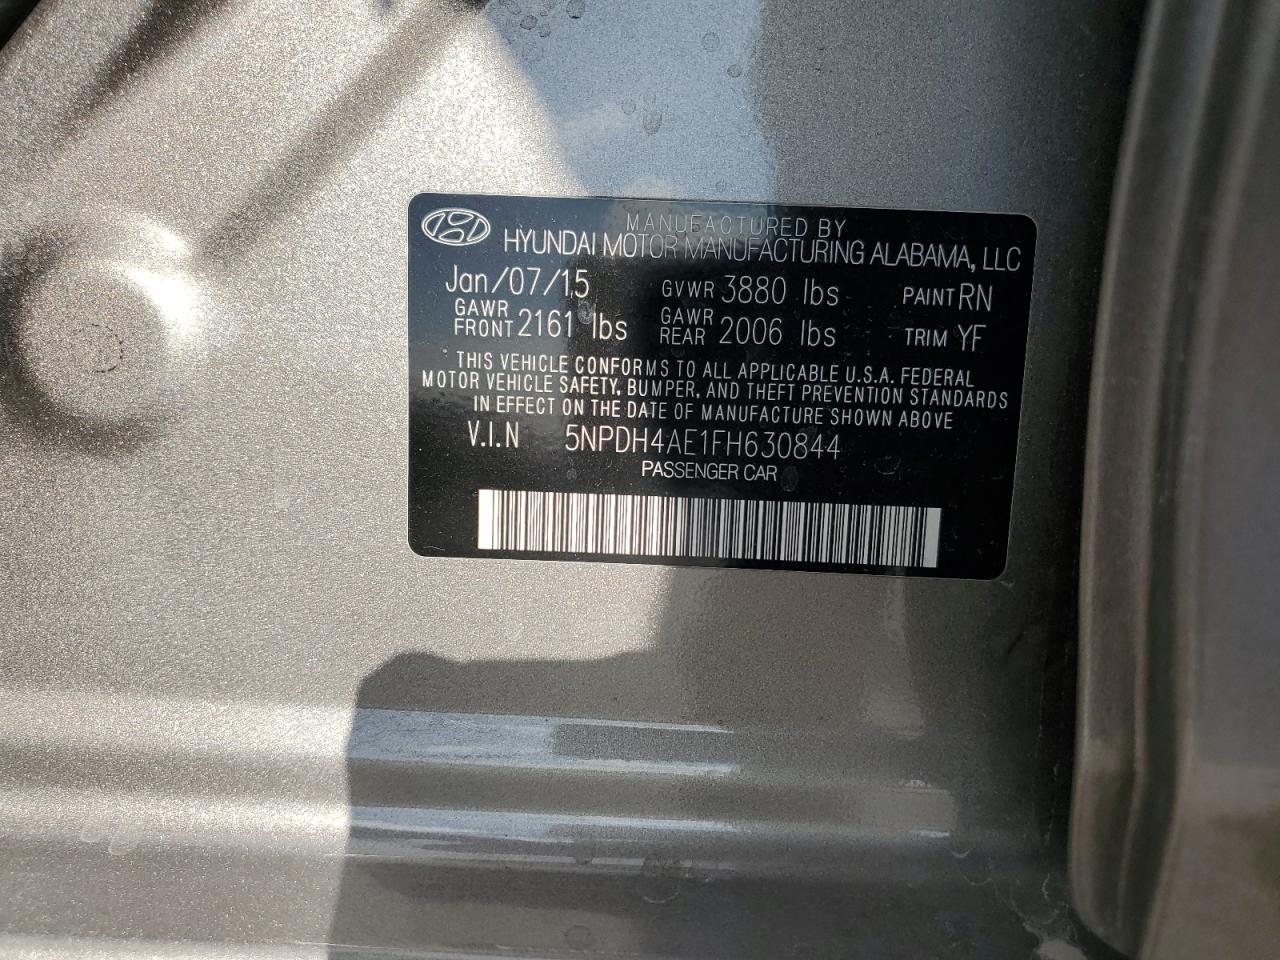 MANUFACTURED BY
HYUNDAI MOTOR MANUFACTURING ALABAMA, LLC
Jan/07/15 GVWR 3880 lbs PAINT RN
GAWR FRONT 2161 lbs GAWR REAR 2006 lbs TRIM YF
THIS VEHICLE CONFORMS TO ALL APPLICABLE U.S.A. FEDERAL
MOTOR VEHICLE SAFETY, BUMPER, AND THEFT PREVENTION STANDARDS
IN EFFECT ON THE DATE OF MANUFACTURE SHOWN ABOVE
V.I.N 5NPDH4AE1FH630844
PASSENGER CAR